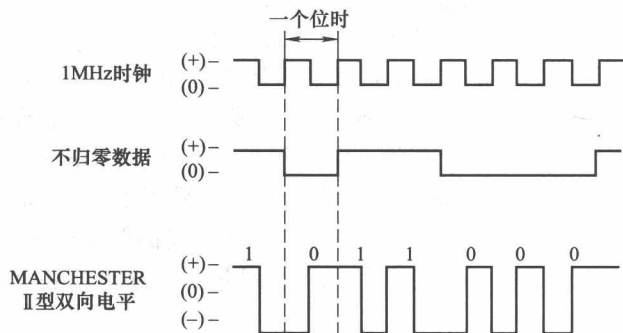 一个位时
(+)
1MHz时钟
(0)
不归零数据
(+)
(0)
1 0 1 1 0 0 0
(+)
MANCHESTER
(0)
Ⅱ型双向电平
(−)